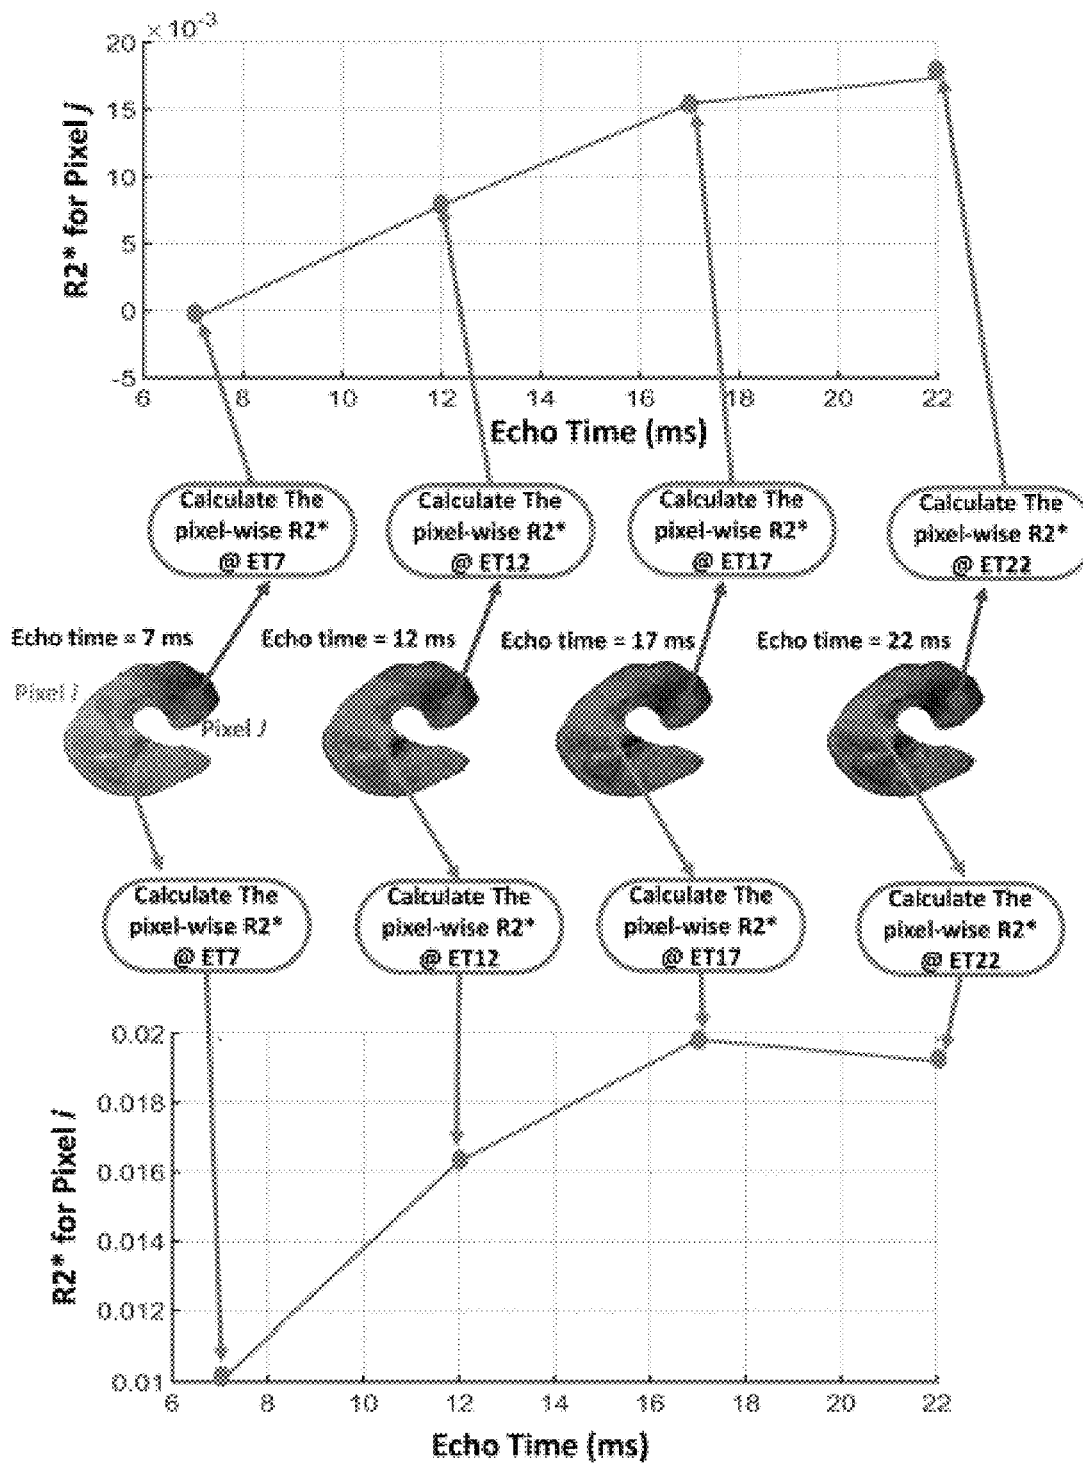 × 10-3
20
15
10
5
0
-5
R2* for Pixel j
6 8 10 12 14 16 18 20 22
Echo Time (ms)
Calculate The
pixel-wise R2*
@ ET7
Calculate The
pixel-wise R2*
@ ET12
Calculate The
pixel-wise R2*
@ ET17
Calculate The
pixel-wise R2*
@ ET22
Echo time = 7 ms
Echo time = 12 ms
Echo time = 17 ms
Echo time = 22 ms
Pixel i
Pixel J
Calculate The
pixel-wise R2*
@ ET7
Calculate The
pixel-wise R2*
@ ET12
Calculate The
pixel-wise R2*
@ ET17
Calculate The
pixel-wise R2*
@ ET22
0.02
0.018
0.016
0.014
0.012
0.01
R2* for Pixel i
6 8 10 12 14 16 18 20 22
Echo Time (ms)